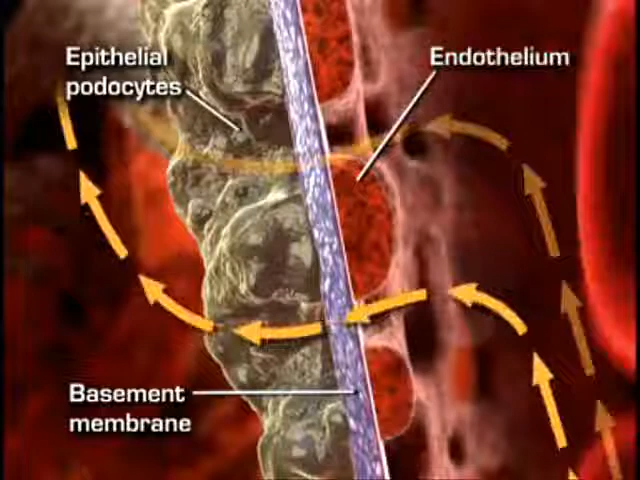 Epithelial
podocytes
Endothelium
Basement
membrane